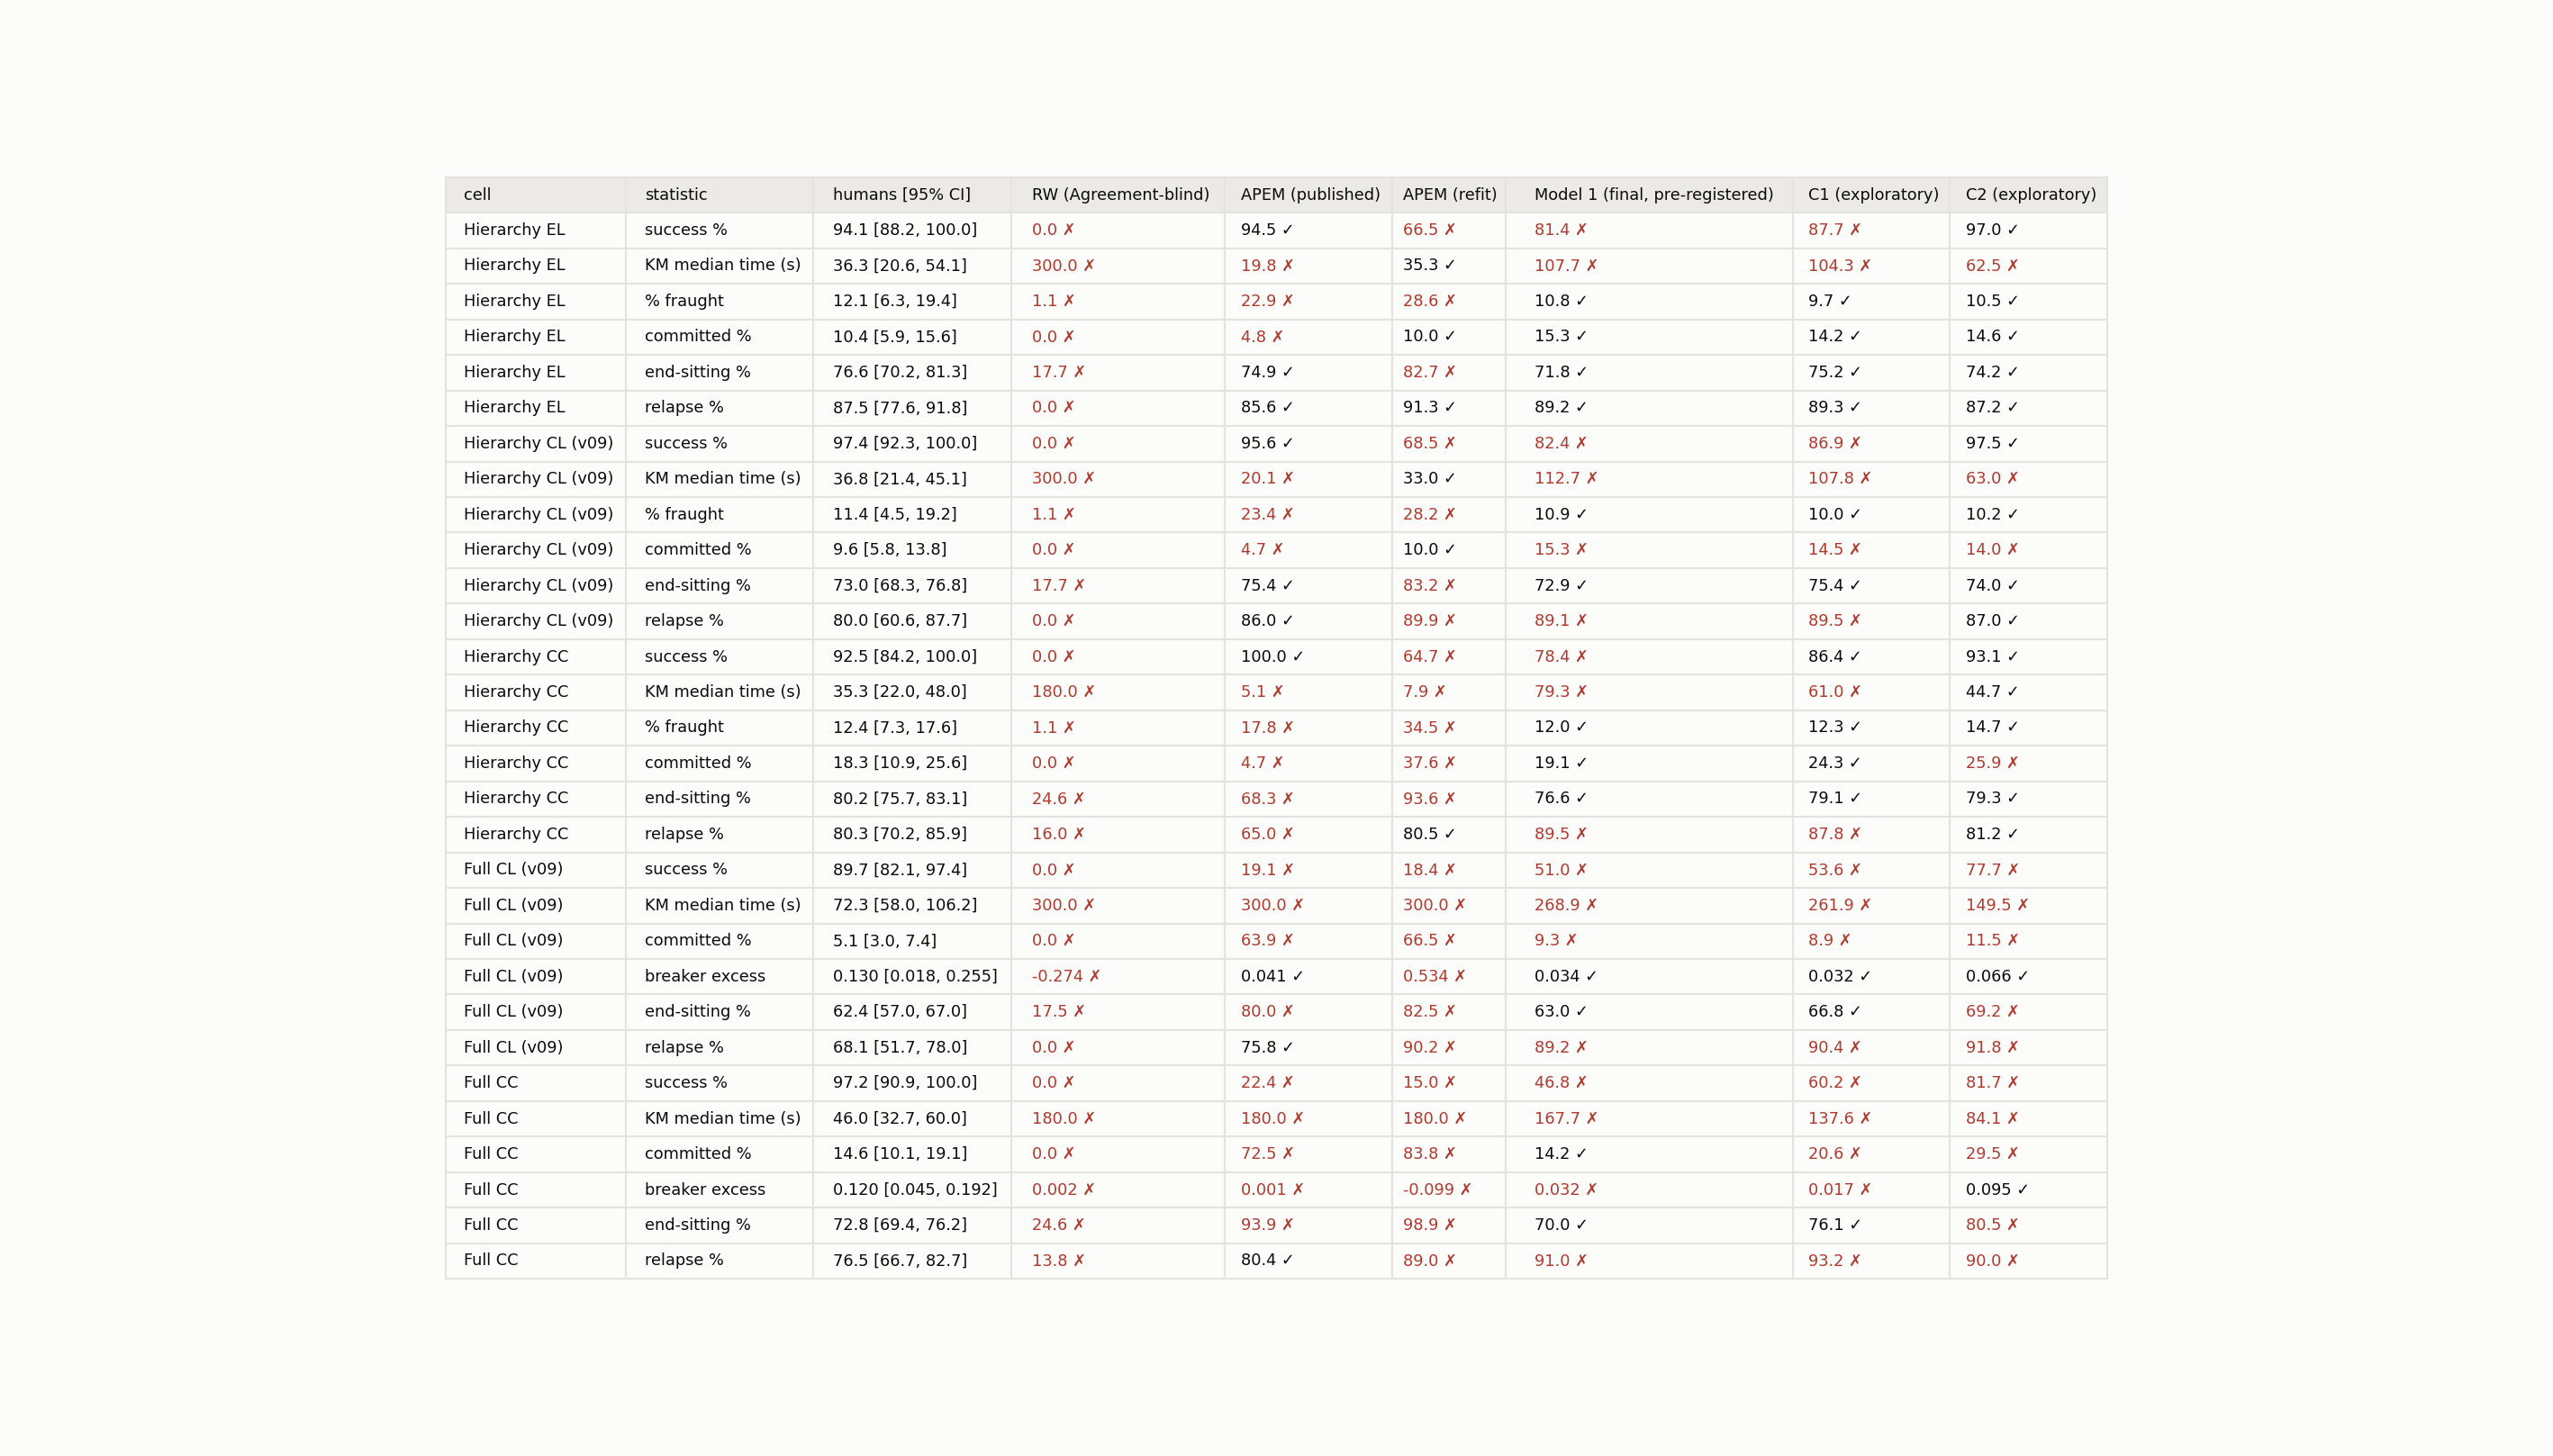 cell statistic humans [95% CI] RW (Agreement-blind) APEM (published) APEM (refit) Model 1 (final, pre-registered) C1 (exploratory) C2 (exploratory)
Hierarchy EL success % 94.1 [88.2, 100.0] 0.0 ✗ 94.5 ✓ 66.5 ✗ 81.4 ✗ 87.7 ✗ 97.0 ✓
Hierarchy EL KM median time (s) 36.3 [20.6, 54.1] 300.0 ✗ 19.8 ✗ 35.3 ✓ 107.7 ✗ 104.3 ✗ 62.5 ✗
Hierarchy EL % fraught 12.1 [6.3, 19.4] 1.1 ✗ 22.9 ✗ 28.6 ✗ 10.8 ✓ 9.7 ✓ 10.5 ✓
Hierarchy EL committed % 10.4 [5.9, 15.6] 0.0 ✗ 4.8 ✗ 10.0 ✓ 15.3 ✓ 14.2 ✓ 14.6 ✓
Hierarchy EL end-sitting % 76.6 [70.2, 81.3] 17.7 ✗ 74.9 ✓ 82.7 ✗ 71.8 ✓ 75.2 ✓ 74.2 ✓
Hierarchy EL relapse % 87.5 [77.6, 91.8] 0.0 ✗ 85.6 ✓ 91.3 ✓ 89.2 ✓ 89.3 ✓ 87.2 ✓
Hierarchy CL (v09) success % 97.4 [92.3, 100.0] 0.0 ✗ 95.6 ✓ 68.5 ✗ 82.4 ✗ 86.9 ✗ 97.5 ✓
Hierarchy CL (v09) KM median time (s) 36.8 [21.4, 45.1] 300.0 ✗ 20.1 ✗ 33.0 ✓ 112.7 ✗ 107.8 ✗ 63.0 ✗
Hierarchy CL (v09) % fraught 11.4 [4.5, 19.2] 1.1 ✗ 23.4 ✗ 28.2 ✗ 10.9 ✓ 10.0 ✓ 10.2 ✓
Hierarchy CL (v09) committed % 9.6 [5.8, 13.8] 0.0 ✗ 4.7 ✗ 10.0 ✓ 15.3 ✗ 14.5 ✗ 14.0 ✗
Hierarchy CL (v09) end-sitting % 73.0 [68.3, 76.8] 17.7 ✗ 75.4 ✓ 83.2 ✗ 72.9 ✓ 75.4 ✓ 74.0 ✓
Hierarchy CL (v09) relapse % 80.0 [60.6, 87.7] 0.0 ✗ 86.0 ✓ 89.9 ✗ 89.1 ✗ 89.5 ✗ 87.0 ✓
Hierarchy CC success % 92.5 [84.2, 100.0] 0.0 ✗ 100.0 ✓ 64.7 ✗ 78.4 ✗ 86.4 ✓ 93.1 ✓
Hierarchy CC KM median time (s) 35.3 [22.0, 48.0] 180.0 ✗ 5.1 ✗ 7.9 ✗ 79.3 ✗ 61.0 ✗ 44.7 ✓
Hierarchy CC % fraught 12.4 [7.3, 17.6] 1.1 ✗ 17.8 ✗ 34.5 ✗ 12.0 ✓ 12.3 ✓ 14.7 ✓
Hierarchy CC committed % 18.3 [10.9, 25.6] 0.0 ✗ 4.7 ✗ 37.6 ✗ 19.1 ✓ 24.3 ✓ 25.9 ✗
Hierarchy CC end-sitting % 80.2 [75.7, 83.1] 24.6 ✗ 68.3 ✗ 93.6 ✗ 76.6 ✓ 79.1 ✓ 79.3 ✓
Hierarchy CC relapse % 80.3 [70.2, 85.9] 16.0 ✗ 65.0 ✗ 80.5 ✓ 89.5 ✗ 87.8 ✗ 81.2 ✓
Full CL (v09) success % 89.7 [82.1, 97.4] 0.0 ✗ 19.1 ✗ 18.4 ✗ 51.0 ✗ 53.6 ✗ 77.7 ✗
Full CL (v09) KM median time (s) 72.3 [58.0, 106.2] 300.0 ✗ 300.0 ✗ 300.0 ✗ 268.9 ✗ 261.9 ✗ 149.5 ✗
Full CL (v09) committed % 5.1 [3.0, 7.4] 0.0 ✗ 63.9 ✗ 66.5 ✗ 9.3 ✗ 8.9 ✗ 11.5 ✗
Full CL (v09) breaker excess 0.130 [0.018, 0.255] -0.274 ✗ 0.041 ✓ 0.534 ✗ 0.034 ✓ 0.032 ✓ 0.066 ✓
Full CL (v09) end-sitting % 62.4 [57.0, 67.0] 17.5 ✗ 80.0 ✗ 82.5 ✗ 63.0 ✓ 66.8 ✓ 69.2 ✗
Full CL (v09) relapse % 68.1 [51.7, 78.0] 0.0 ✗ 75.8 ✓ 90.2 ✗ 89.2 ✗ 90.4 ✗ 91.8 ✗
Full CC success % 97.2 [90.9, 100.0] 0.0 ✗ 22.4 ✗ 15.0 ✗ 46.8 ✗ 60.2 ✗ 81.7 ✗
Full CC KM median time (s) 46.0 [32.7, 60.0] 180.0 ✗ 180.0 ✗ 180.0 ✗ 167.7 ✗ 137.6 ✗ 84.1 ✗
Full CC committed % 14.6 [10.1, 19.1] 0.0 ✗ 72.5 ✗ 83.8 ✗ 14.2 ✓ 20.6 ✗ 29.5 ✗
Full CC breaker excess 0.120 [0.045, 0.192] 0.002 ✗ 0.001 ✗ -0.099 ✗ 0.032 ✗ 0.017 ✗ 0.095 ✓
Full CC end-sitting % 72.8 [69.4, 76.2] 24.6 ✗ 93.9 ✗ 98.9 ✗ 70.0 ✓ 76.1 ✓ 80.5 ✗
Full CC relapse % 76.5 [66.7, 82.7] 13.8 ✗ 80.4 ✓ 89.0 ✗ 91.0 ✗ 93.2 ✗ 90.0 ✗